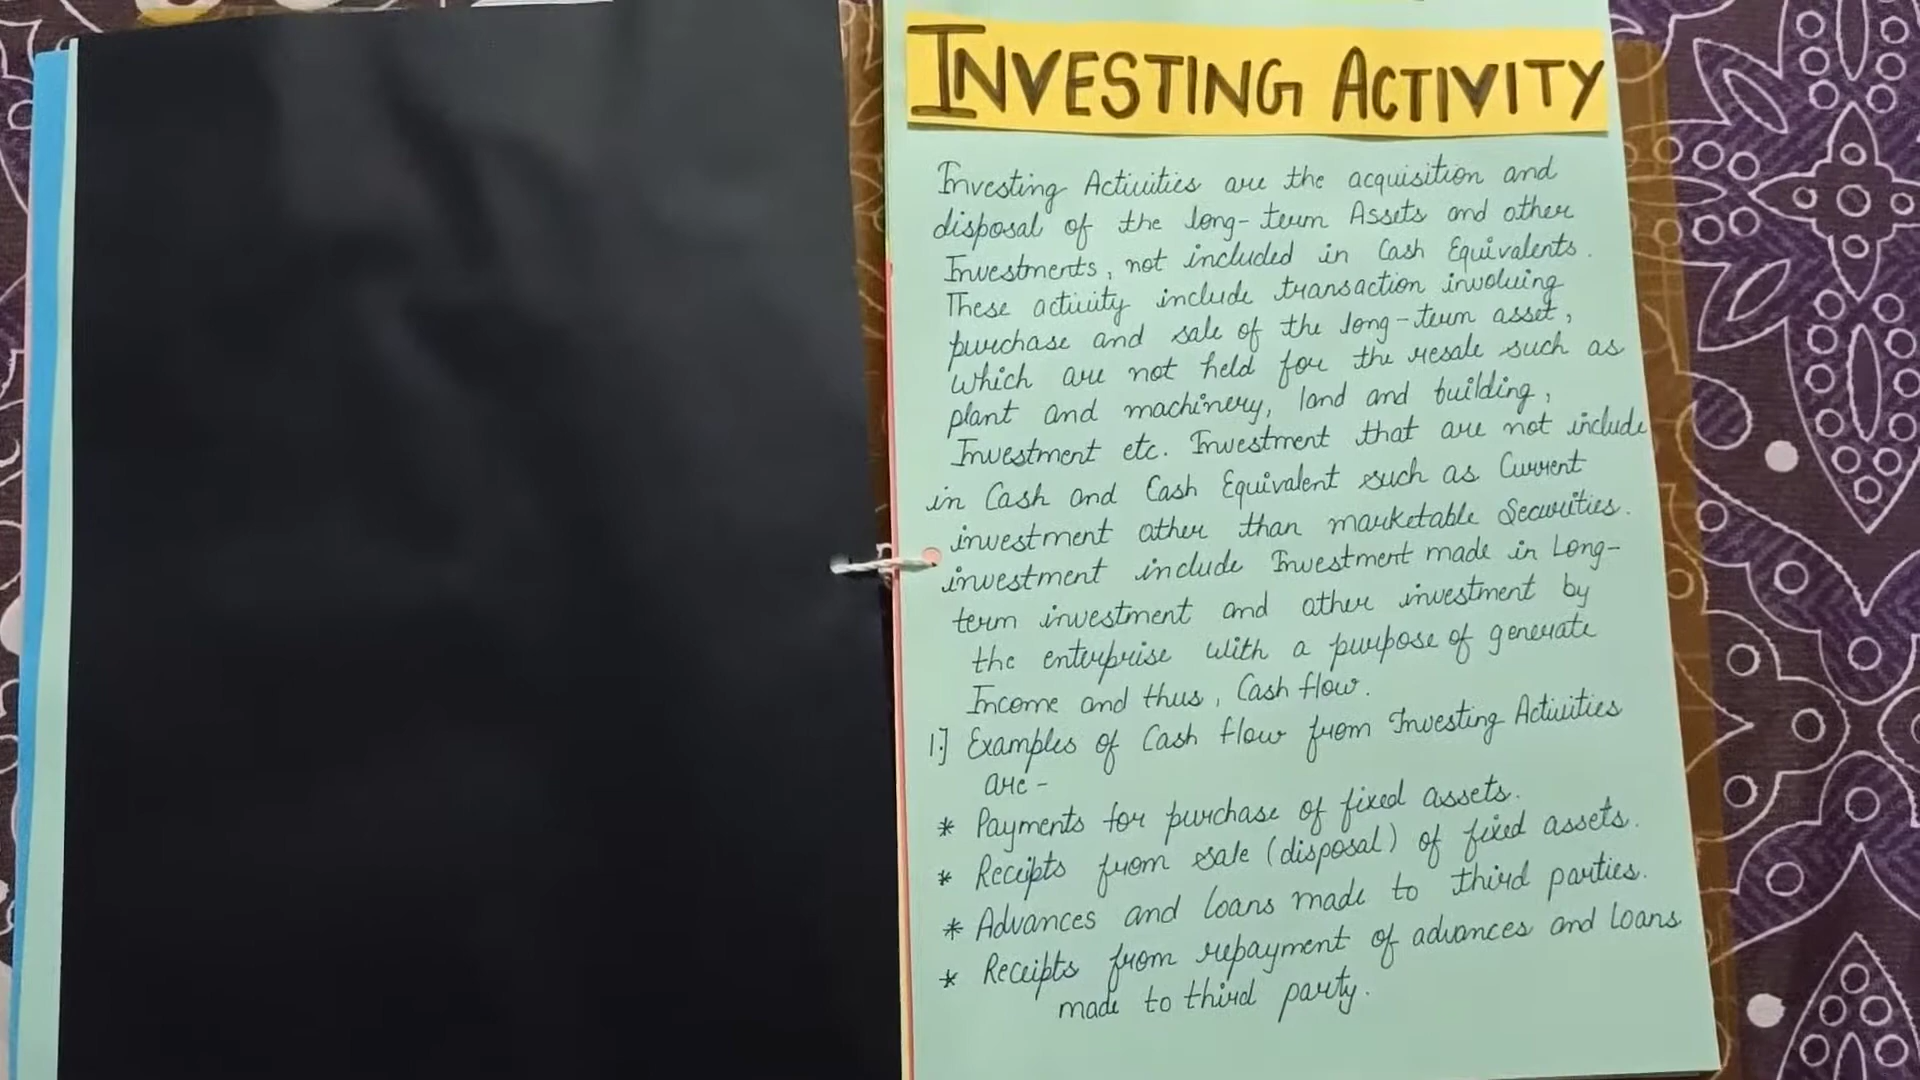 INVESTING ACTIVITY
Investing Activities are the acquisition and
disposal of the long-term Assets and other
Investments, not included in Cash Equivalents.
These activity include transaction involving
purchase and sale of the long-term asset,
which are not held for the resale such as
plant and machinery, land and building,
Investment etc. Investment that are not include
in Cash and Cash Equivalent such as Current
investment other than marketable Securities.
investment include Investment made in Long-
term investment and other investment by
the enterprise with a purpose of generate
Income and thus, Cash flow.
1.] Examples of Cash flow from Investing Activities
are -
* Payments for purchase of fixed assets.
* Receipts from sale (disposal) of fixed assets.
* Advances and loans made to third parties.
* Receipts from repayment of advances and loans
made to third party.